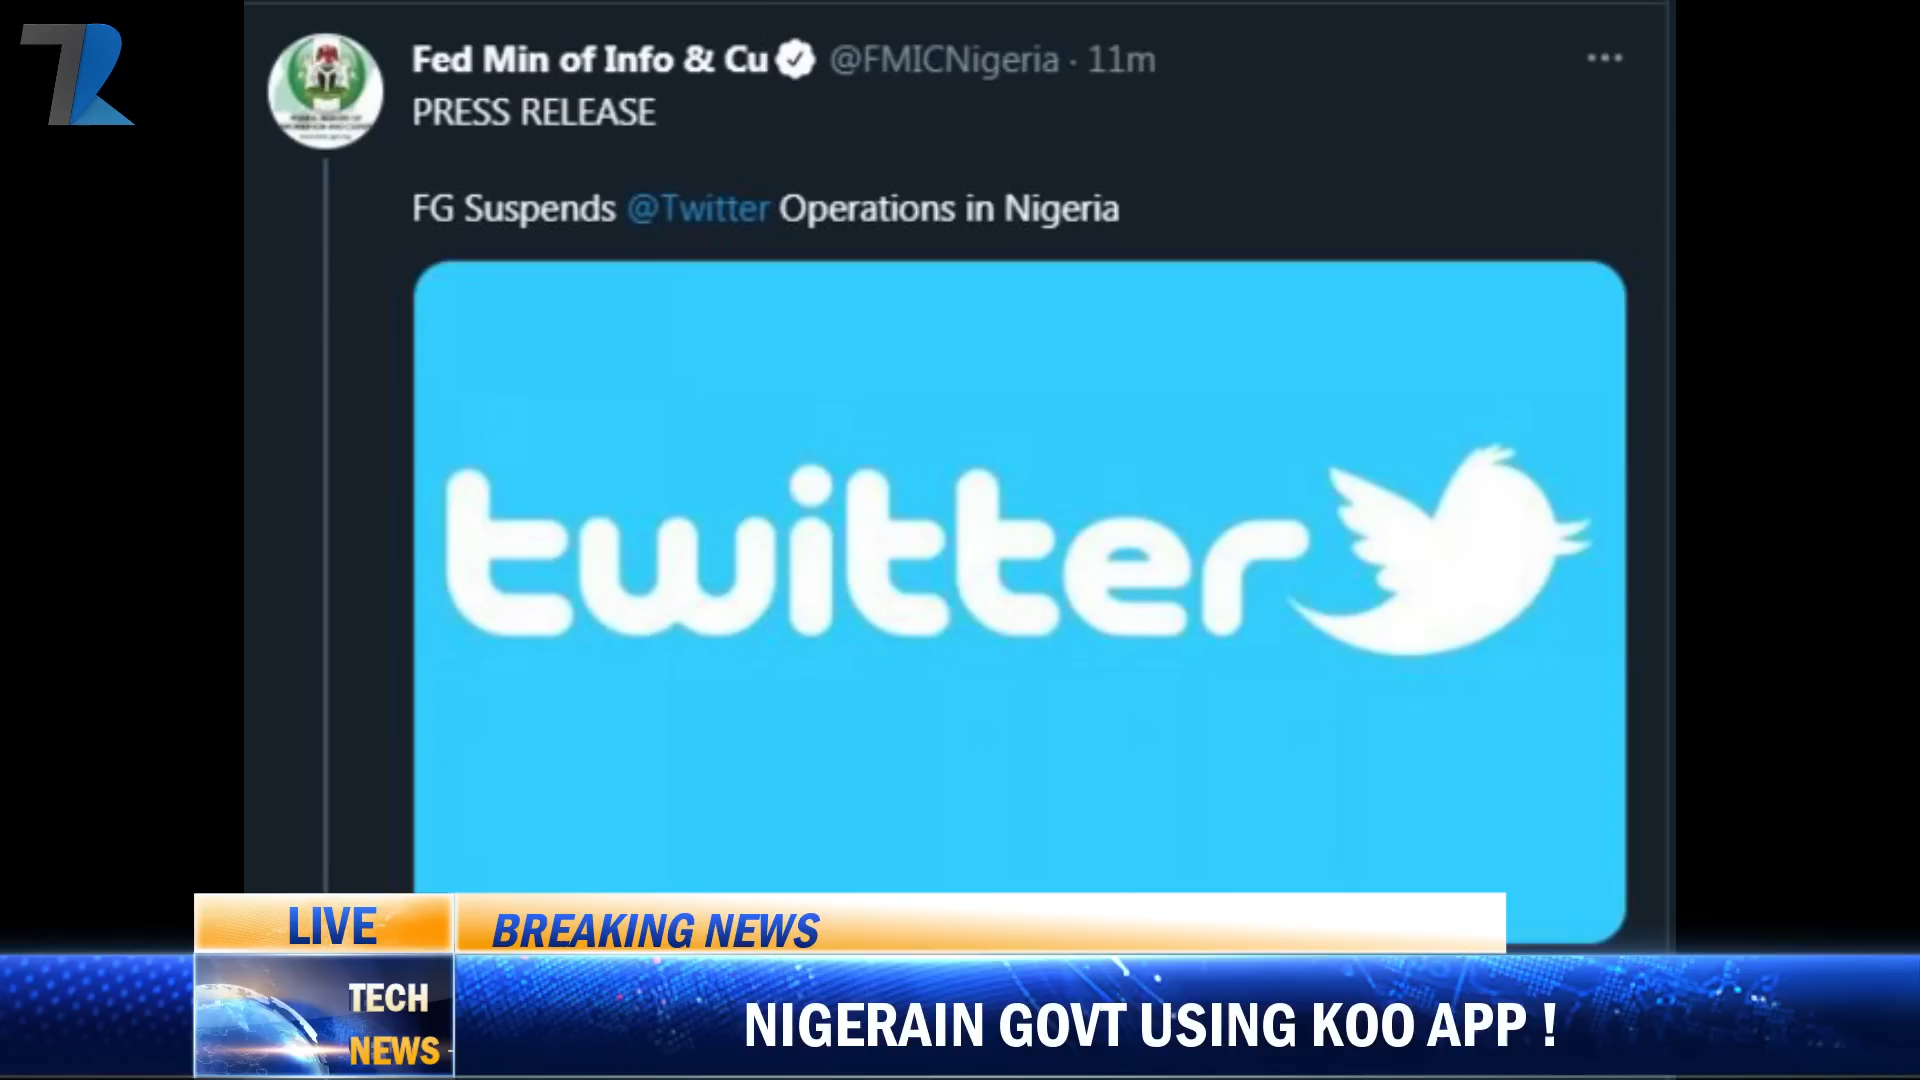 Fed Min of Info & Cu @FMICNigeria · 11m
PRESS RELEASE
FG Suspends @Twitter Operations in Nigeria
twitter
LIVE
BREAKING NEWS
TECH
NEWS
NIGERAIN GOVT USING KOO APP !